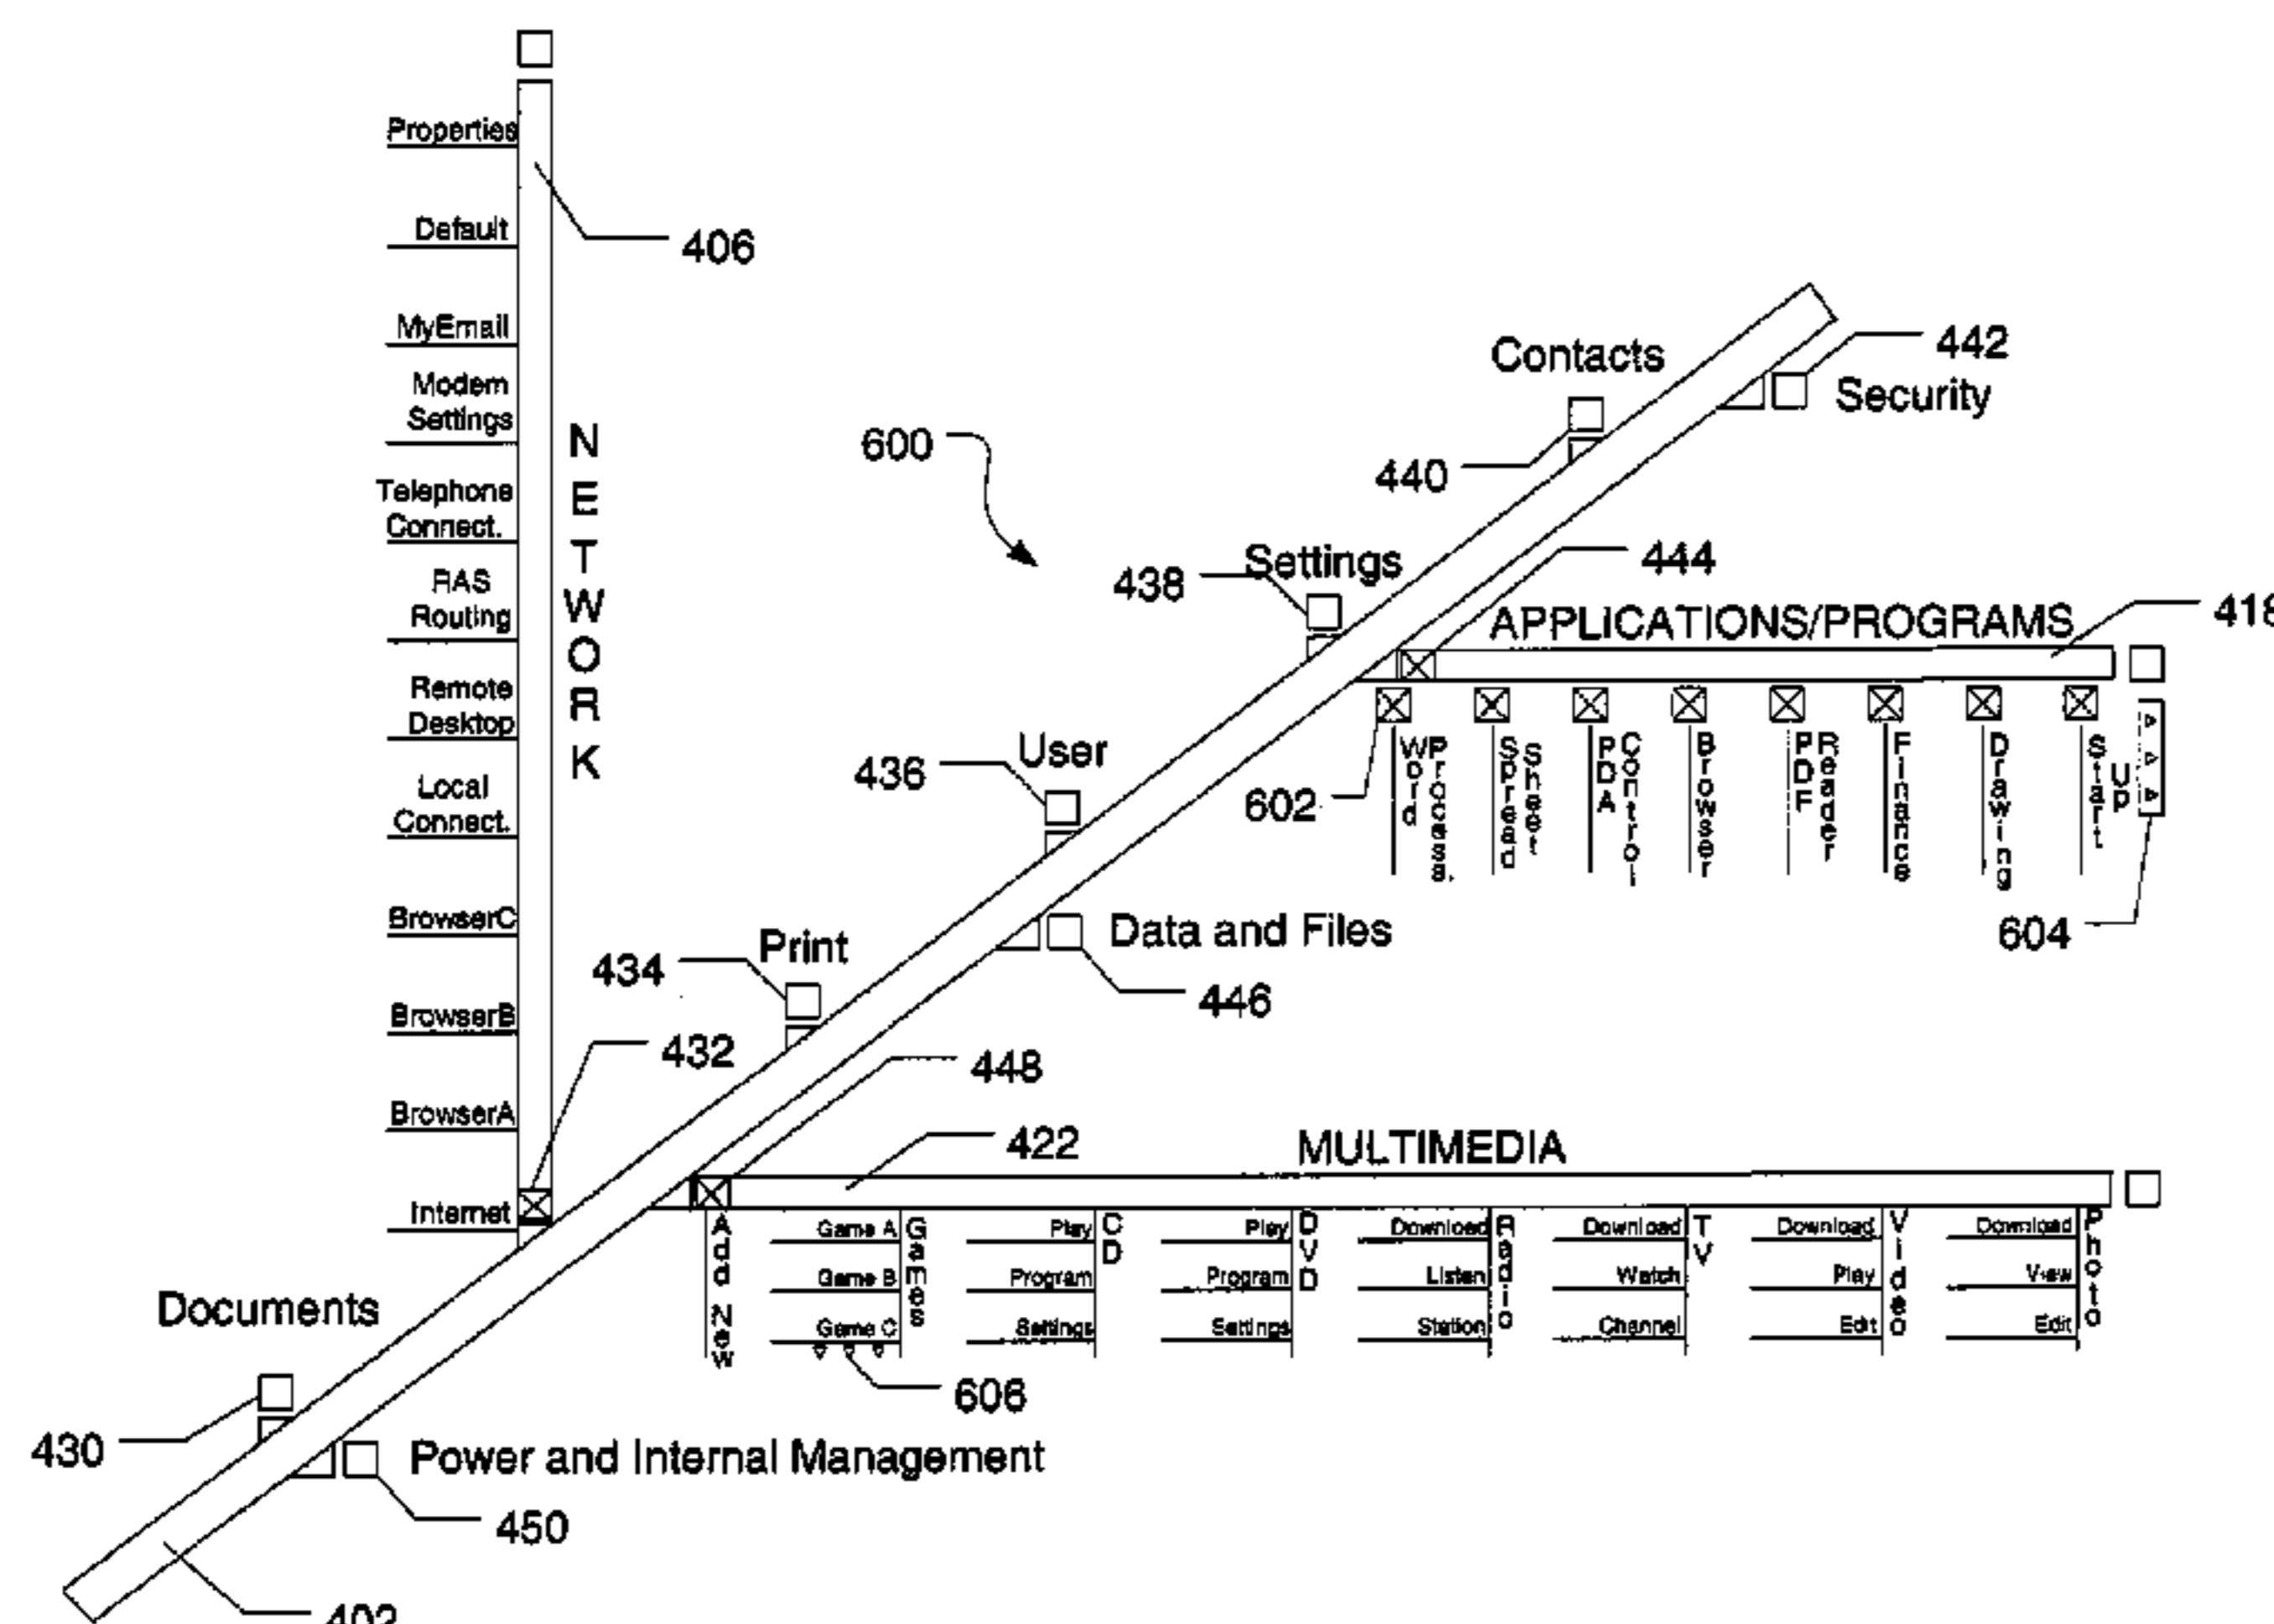 Properties
Default
406
MyEmail
Modem
Settings
Telephone
Connect.
RAS
Routing
Remote
Desktop
Local
Connect.
BrowserC
BrowserB
BrowserA
Internet
NETWORK
432
600
Contacts
442
Security
440
Settings
438
444
APPLICATIONS/PROGRAMS
418
User
436
602
Word Process.
Spread Sheet
PDA Control
Browser
PDF Reader
Finance
Drawing
Start UP
604
Data and Files
446
Print
434
448
422
MULTIMEDIA
Add New
Game A
Game B
Game C
Games
Play
Program
Settings
CD
Play
Program
Settings
DVD
Download
Listen
Station
Radio
Download
Watch
Channel
TV
Download
Play
Edit
Video
Download
View
Edit
Photo
606
Documents
430
Power and Internal Management
450
402